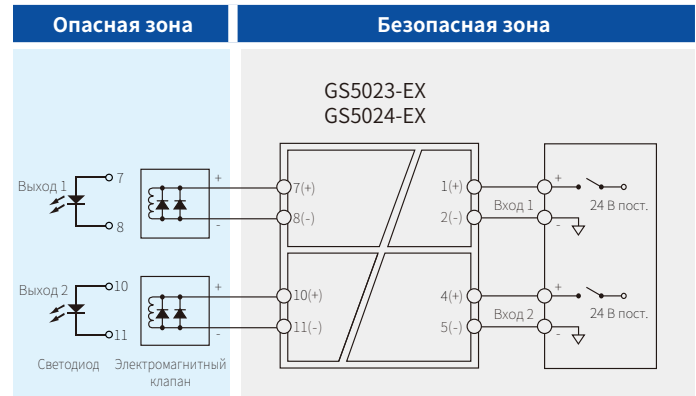 Опасная зона
Безопасная зона
GS5023-EX
GS5024-EX
Выход 1
7
8
+
-
7(+)
8(-)
1(+)
2(-)
Вход 1
+
-
24 В пост.
Выход 2
10
11
+
-
10(+)
11(-)
4(+)
5(-)
Вход 2
+
-
24 В пост.
Светодиод
Электромагнитный
клапан